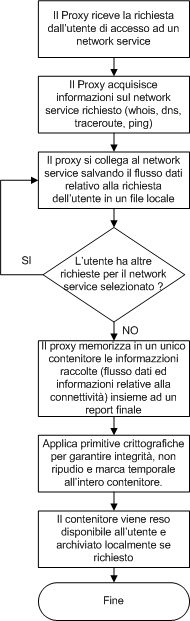 Il Proxy riceve la richiesta
dall'utente di accesso ad un
network service
Il Proxy acquisisce
informazioni sul network
service richiesto (whois, dns,
traceroute, ping)
Il proxy si collega al network
service salvando il flusso dati
relativo alla richiesta
dell'utente in un file locale
SI
L'utente ha altre
richieste per il network
service selezionato ?
NO
Il proxy memorizza in un unico
contenitore le informazzioni
raccolte (flusso dati ed
informazioni relative alla
connettività) insieme ad un
report finale
Applica primitive crittografiche
per garantire integrità, non
ripudio e marca temporale
all'intero contenitore.
Il contenitore viene reso
disponibile all'utente e
archiviato localmente se
richiesto
Fine